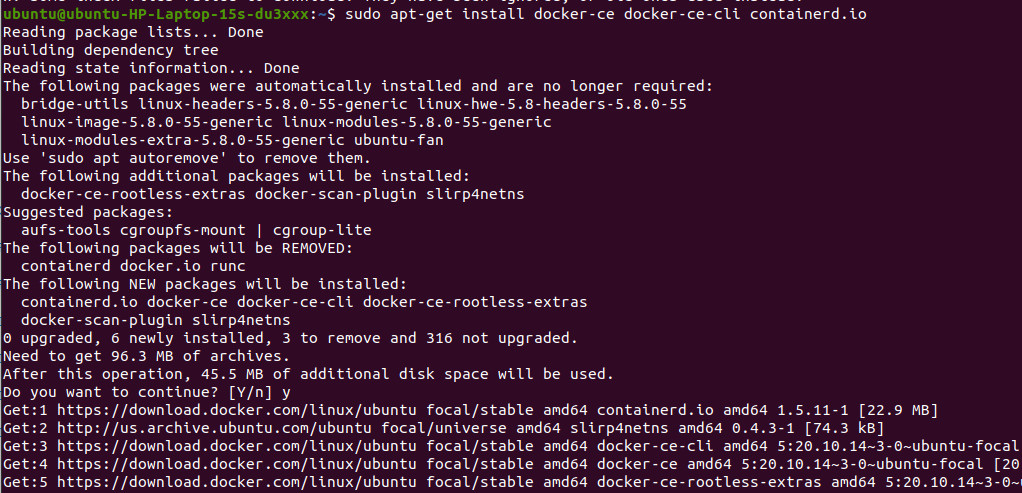 ubuntu@ubuntu-HP-Laptop-15s-du3xxx:~$ sudo apt-get install docker-ce docker-ce-cli containerd.io
Reading package lists... Done
Building dependency tree
Reading state information... Done
The following packages were automatically installed and are no longer required:
  bridge-utils linux-headers-5.8.0-55-generic linux-hwe-5.8-headers-5.8.0-55
  linux-image-5.8.0-55-generic linux-modules-5.8.0-55-generic
  linux-modules-extra-5.8.0-55-generic ubuntu-fan
Use 'sudo apt autoremove' to remove them.
The following additional packages will be installed:
  docker-ce-rootless-extras docker-scan-plugin slirp4netns
Suggested packages:
  aufs-tools cgroupfs-mount | cgroup-lite
The following packages will be REMOVED:
  containerd docker.io runc
The following NEW packages will be installed:
  containerd.io docker-ce docker-ce-cli docker-ce-rootless-extras
  docker-scan-plugin slirp4netns
0 upgraded, 6 newly installed, 3 to remove and 316 not upgraded.
Need to get 96.3 MB of archives.
After this operation, 45.5 MB of additional disk space will be used.
Do you want to continue? [Y/n] y
Get:1 https://download.docker.com/linux/ubuntu focal/stable amd64 containerd.io amd64 1.5.11-1 [22.9 MB]
Get:2 http://us.archive.ubuntu.com/ubuntu focal/universe amd64 slirp4netns amd64 0.4.3-1 [74.3 kB]
Get:3 https://download.docker.com/linux/ubuntu focal/stable amd64 docker-ce-cli amd64 5:20.10.14~3-0~ubuntu-focal
Get:4 https://download.docker.com/linux/ubuntu focal/stable amd64 docker-ce amd64 5:20.10.14~3-0~ubuntu-focal [20
Get:5 https://download.docker.com/linux/ubuntu focal/stable amd64 docker-ce-rootless-extras amd64 5:20.10.14~3-0~